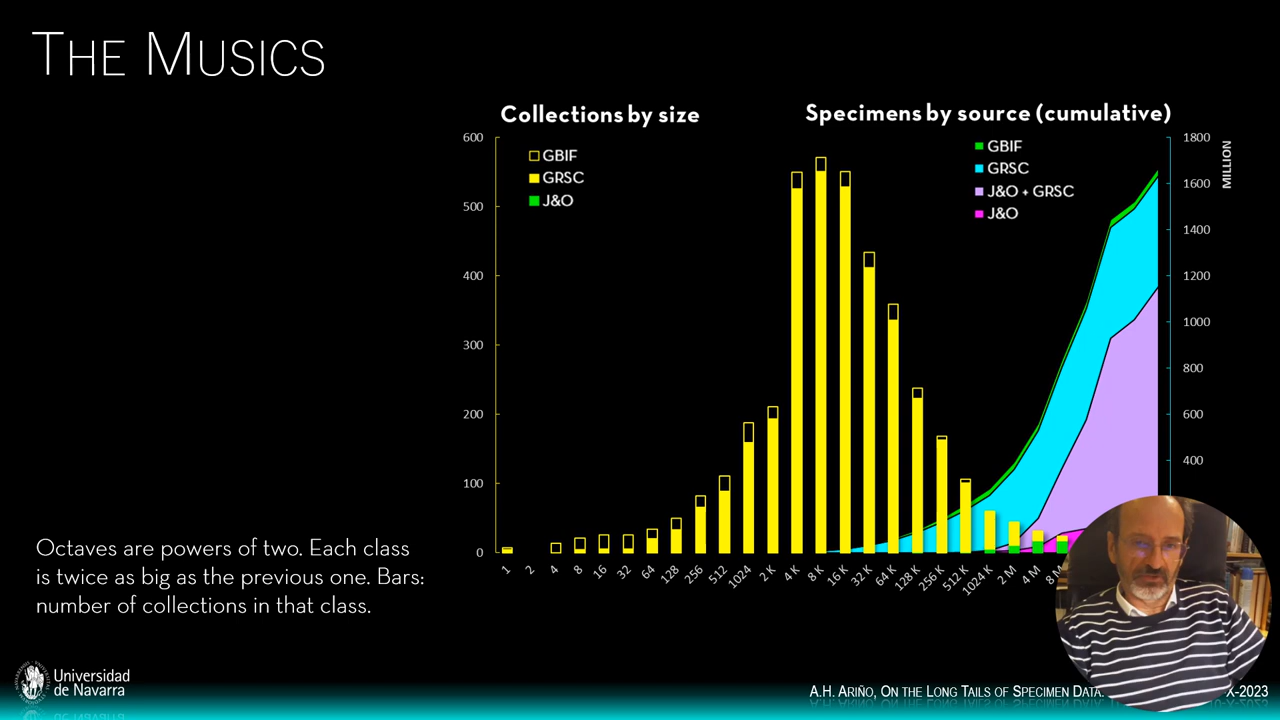 THE MUSICS
Collections by size
Specimens by source (cumulative)
600
500
400
300
200
100
0
GBIF
GRSC
J&O
GBIF
GRSC
J&O + GRSC
J&O
1800
1600
1400
1200
1000
800
600
400
MILLION
1
2
4
8
16
32
64
128
256
512
1024
2 K
4 K
8 K
16 K
32 K
64 K
128 K
256 K
512 K
1024 K
2 M
4 M
8 M
Octaves are powers of two. Each class
is twice as big as the previous one. Bars:
number of collections in that class.
Universidad
de Navarra
A.H. ARIÑO, ON THE LONG TAILS OF SPECIMEN DATA. X-2023